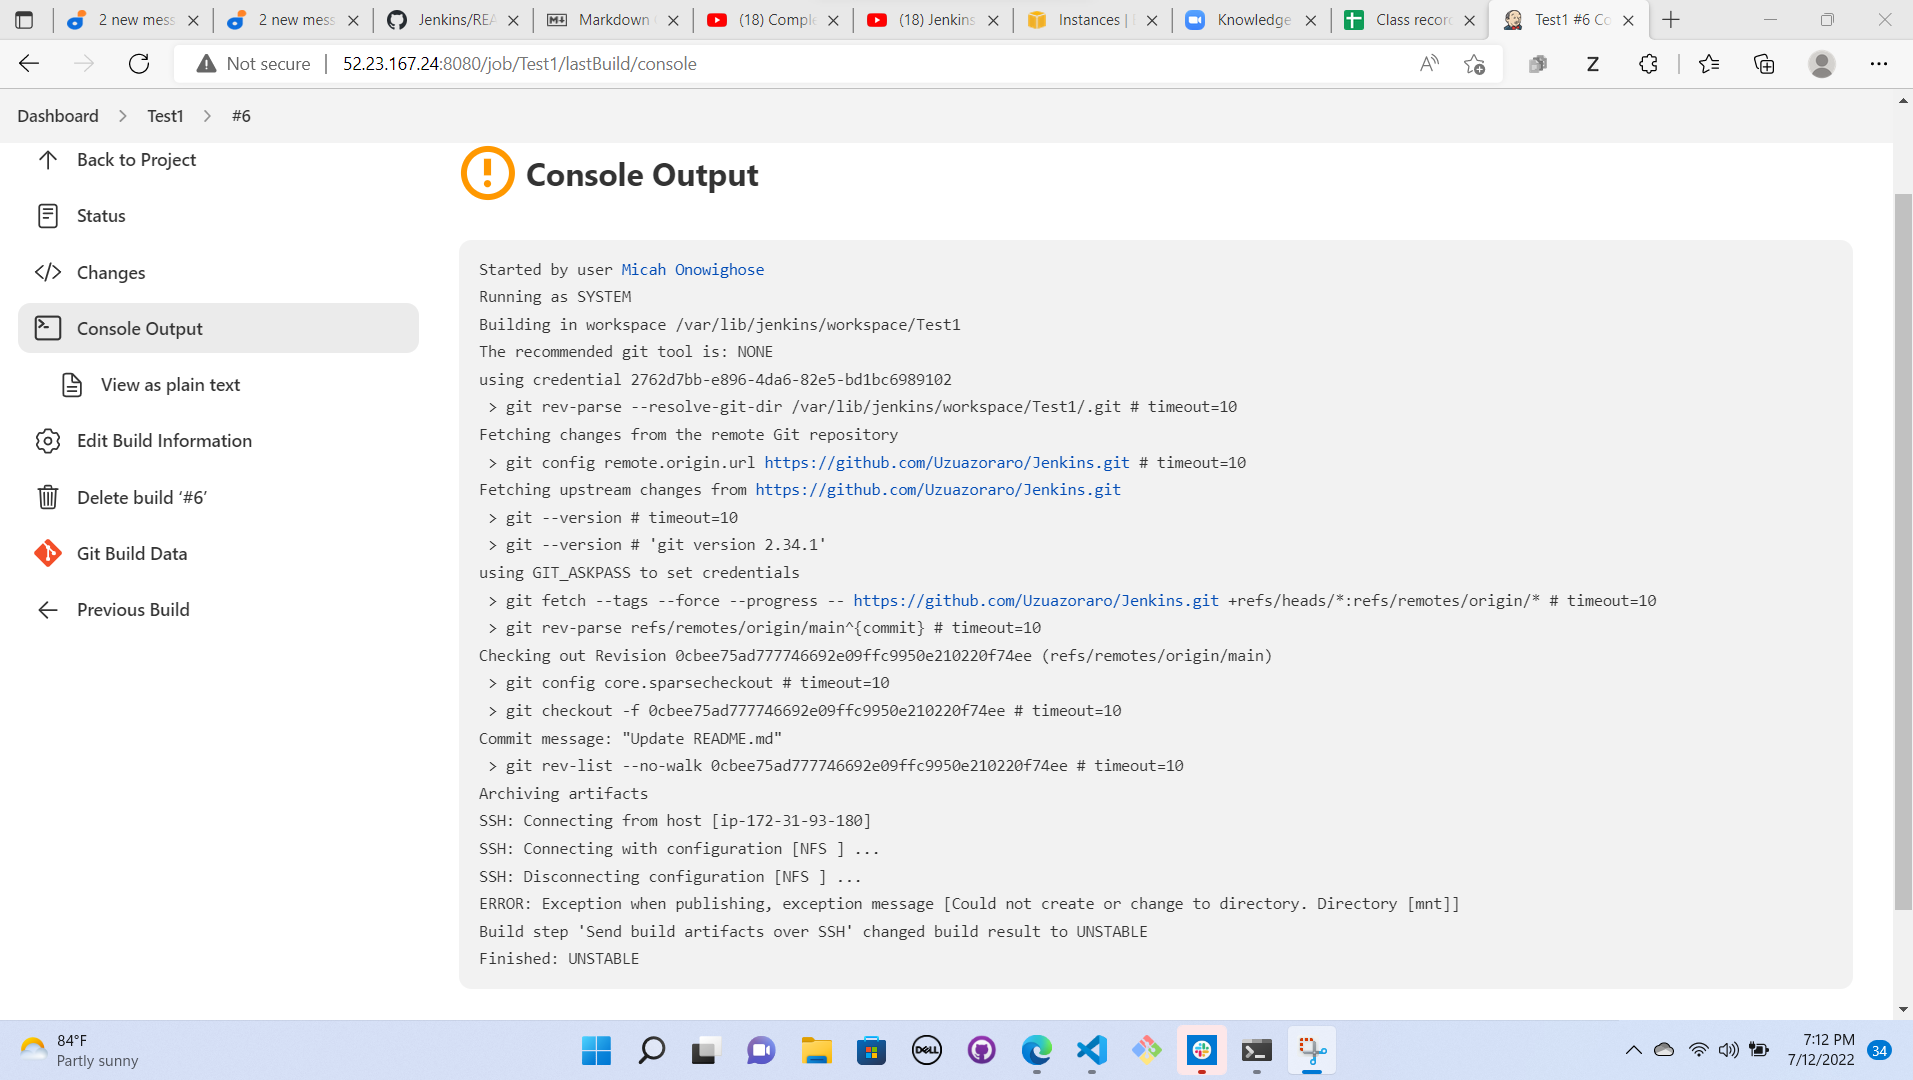 2 new mess
2 new mess
Jenkins/REA
Markdown
(18) Comple
(18) Jenkins
Instances |
Knowledge
Class record
Test1 #6 Co
Not secure
52.23.167.24:8080/job/Test1/lastBuild/console
Dashboard > Test1 > #6
Back to Project
Status
Changes
Console Output
View as plain text
Edit Build Information
Delete build ‘#6’
Git Build Data
Previous Build
Console Output
Started by user Micah Onowighose
Running as SYSTEM
Building in workspace /var/lib/jenkins/workspace/Test1
The recommended git tool is: NONE
using credential 2762d7bb-e896-4da6-82e5-bd1bc6989102
> git rev-parse --resolve-git-dir /var/lib/jenkins/workspace/Test1/.git # timeout=10
Fetching changes from the remote Git repository
> git config remote.origin.url https://github.com/Uzuazoraro/Jenkins.git # timeout=10
Fetching upstream changes from https://github.com/Uzuazoraro/Jenkins.git
> git --version # timeout=10
> git --version # 'git version 2.34.1'
using GIT_ASKPASS to set credentials
> git fetch --tags --force --progress -- https://github.com/Uzuazoraro/Jenkins.git +refs/heads/*:refs/remotes/origin/* # timeout=10
> git rev-parse refs/remotes/origin/main^{commit} # timeout=10
Checking out Revision 0cbee75ad777746692e09ffc9950e210220f74ee (refs/remotes/origin/main)
> git config core.sparsecheckout # timeout=10
> git checkout -f 0cbee75ad777746692e09ffc9950e210220f74ee # timeout=10
Commit message: "Update README.md"
> git rev-list --no-walk 0cbee75ad777746692e09ffc9950e210220f74ee # timeout=10
Archiving artifacts
SSH: Connecting from host [ip-172-31-93-180]
SSH: Connecting with configuration [NFS ] ...
SSH: Disconnecting configuration [NFS ] ...
ERROR: Exception when publishing, exception message [Could not create or change to directory. Directory [mnt]]
Build step 'Send build artifacts over SSH' changed build result to UNSTABLE
Finished: UNSTABLE
84°F
Partly sunny
DELL
7:12 PM
7/12/2022
34